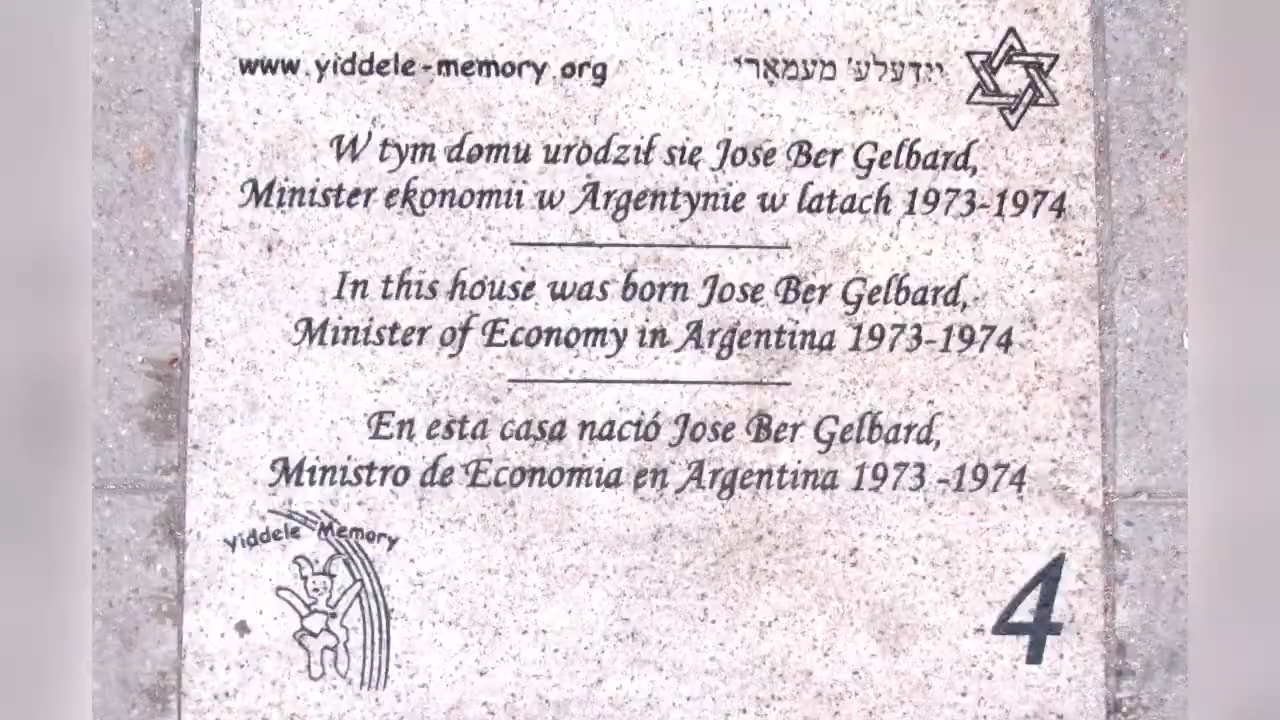 www.yiddele-memory.org
ײִדעלע' מעמאָרי
W tym domu urodził się Jose Ber Gelbard,
Minister ekonomii w Argentynie w latach 1973-1974
In this house was born Jose Ber Gelbard,
Minister of Economy in Argentina 1973-1974
En esta casa nació Jose Ber Gelbard,
Ministro de Economia en Argentina 1973 -1974
Yiddele Memory
4